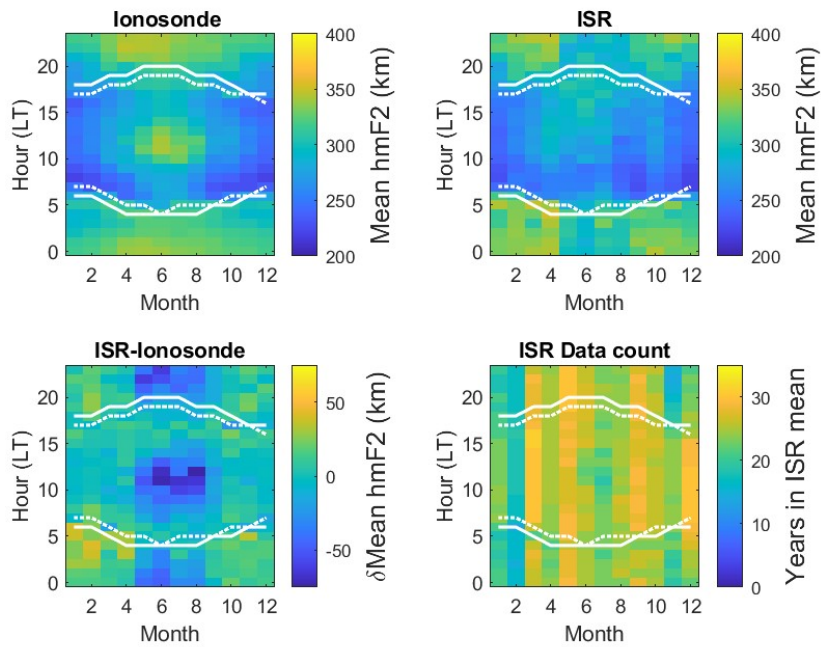 Ionosonde
Hour (LT)
20
15
10
5
0
2 4 6 8 10 12
Month
400
350
300
250
200
Mean hmF2 (km)
ISR
Hour (LT)
20
15
10
5
0
2 4 6 8 10 12
Month
400
350
300
250
200
Mean hmF2 (km)
ISR-Ionosonde
Hour (LT)
20
15
10
5
0
2 4 6 8 10 12
Month
50
0
-50
δMean hmF2 (km)
ISR Data count
Hour (LT)
20
15
10
5
0
2 4 6 8 10 12
Month
30
20
10
0
Years in ISR mean